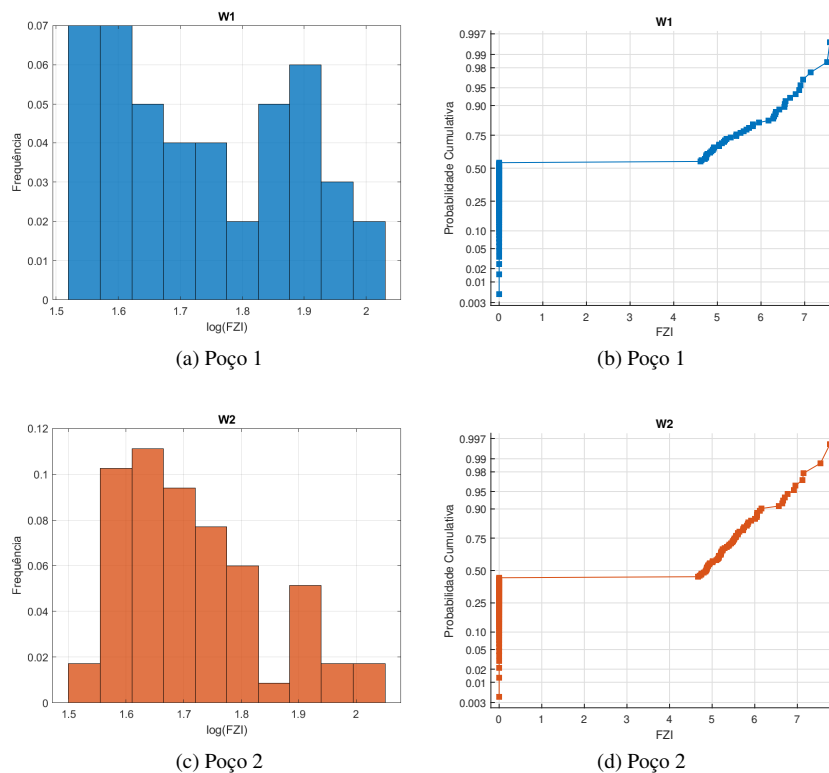 W1
0.07
0.06
0.05
0.04
0.03
0.02
0.01
0
Frequência
1.5 1.6 1.7 1.8 1.9 2
log(FZI)
(a) Poço 1
W1
0.997
0.99
0.98
0.95
0.90
0.75
0.50
0.25
0.10
0.05
0.02
0.01
0.003
Probabilidade Cumulativa
0 1 2 3 4 5 6 7
FZI
(b) Poço 1
W2
0.12
0.1
0.08
0.06
0.04
0.02
0
Frequência
1.5 1.6 1.7 1.8 1.9 2
log(FZI)
(c) Poço 2
W2
0.997
0.99
0.98
0.95
0.90
0.75
0.50
0.25
0.10
0.05
0.02
0.01
0.003
Probabilidade Cumulativa
0 1 2 3 4 5 6 7
FZI
(d) Poço 2